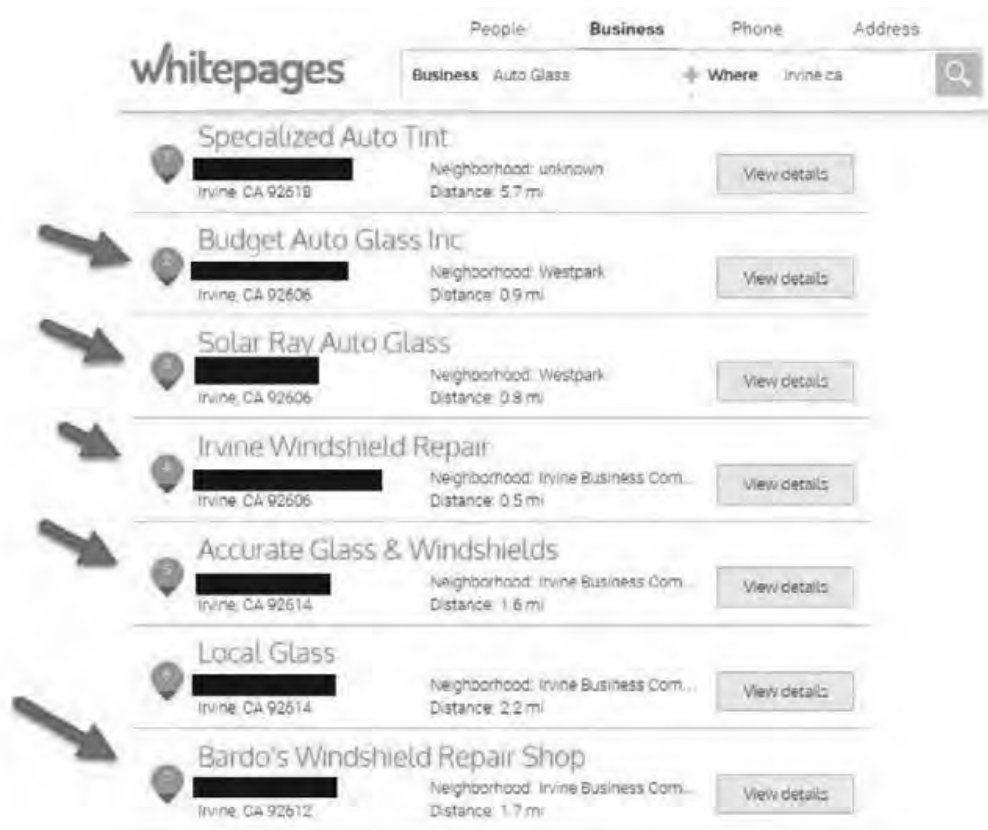 People Business Phone Address
whitepages
Business Auto Glass Where Irvine ca
Specialized Auto Tint
Neighborhood: unknown
Irvine, CA 92618 Distance: 5.7 mi
View details
Budget Auto Glass Inc
Neighborhood: Westpark
Irvine, CA 92606 Distance: 0.9 mi
View details
Solar Ray Auto Glass
Neighborhood: Westpark
Irvine, CA 92606 Distance: 0.8 mi
View details
Irvine Windshield Repair
Neighborhood: Irvine Business Com...
Irvine, CA 92606 Distance: 0.5 mi
View details
Accurate Glass & Windshields
Neighborhood: Irvine Business Com...
Irvine, CA 92614 Distance: 1.6 mi
View details
Local Glass
Neighborhood: Irvine Business Com...
Irvine, CA 92614 Distance: 2.2 mi
View details
Bardo's Windshield Repair Shop
Neighborhood: Irvine Business Com...
Irvine, CA 92612 Distance: 1.7 mi
View details